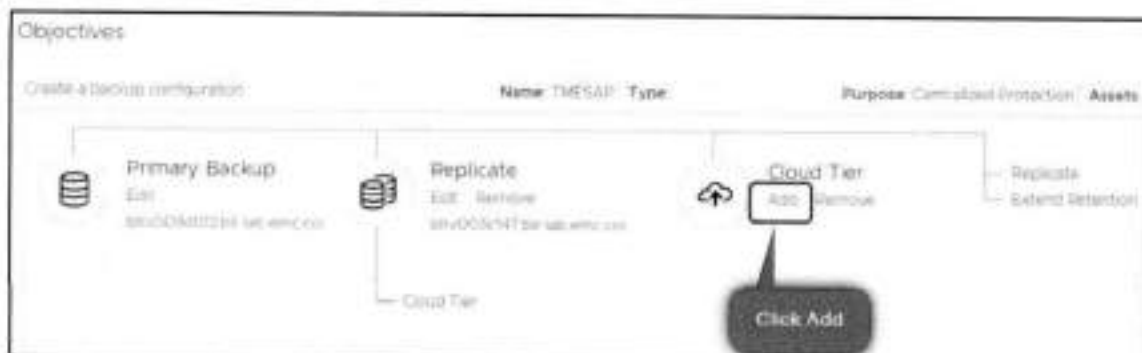 Objectives
Create a backup configuration Name TMESAP Type Purpose Centralized Protection Assets
Primary Backup
Edit
Replicate
Edit Remove
Cloud Tier
Add Remove
Replicate
Extend Retention
Cloud Tier
Click Add